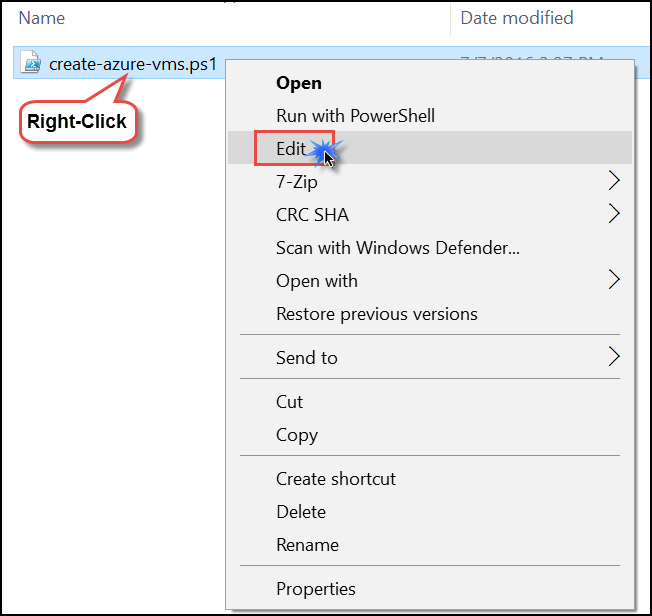 Name Date modified
create-azure-vms.ps1
Right-Click
Open
Run with PowerShell
Edit
7-Zip
CRC SHA
Scan with Windows Defender...
Open with
Restore previous versions
Send to
Cut
Copy
Create shortcut
Delete
Rename
Properties